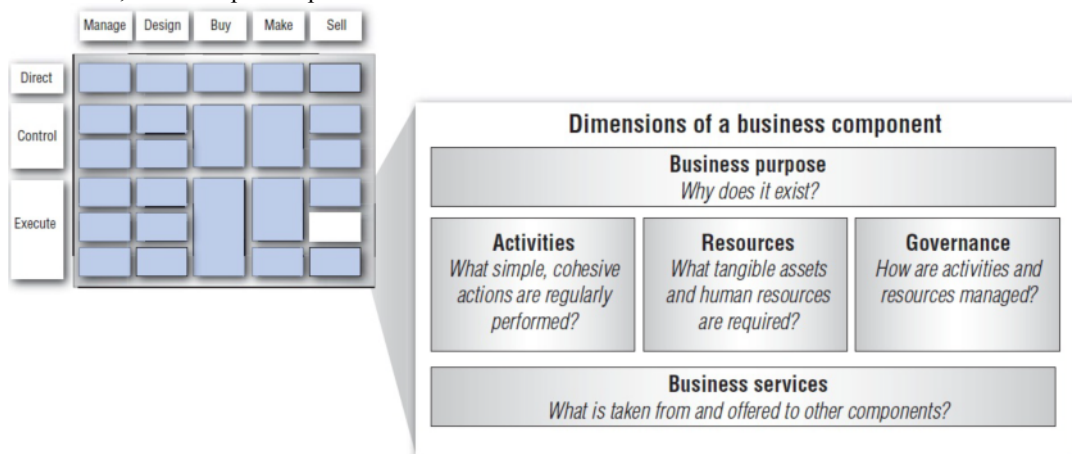 Manage Design Buy Make Sell
Direct
Control
Execute
Dimensions of a business component
Business purpose
Why does it exist?
Activities
What simple, cohesive
actions are regularly
performed?
Resources
What tangible assets
and human resources
are required?
Governance
How are activities and
resources managed?
Business services
What is taken from and offered to other components?